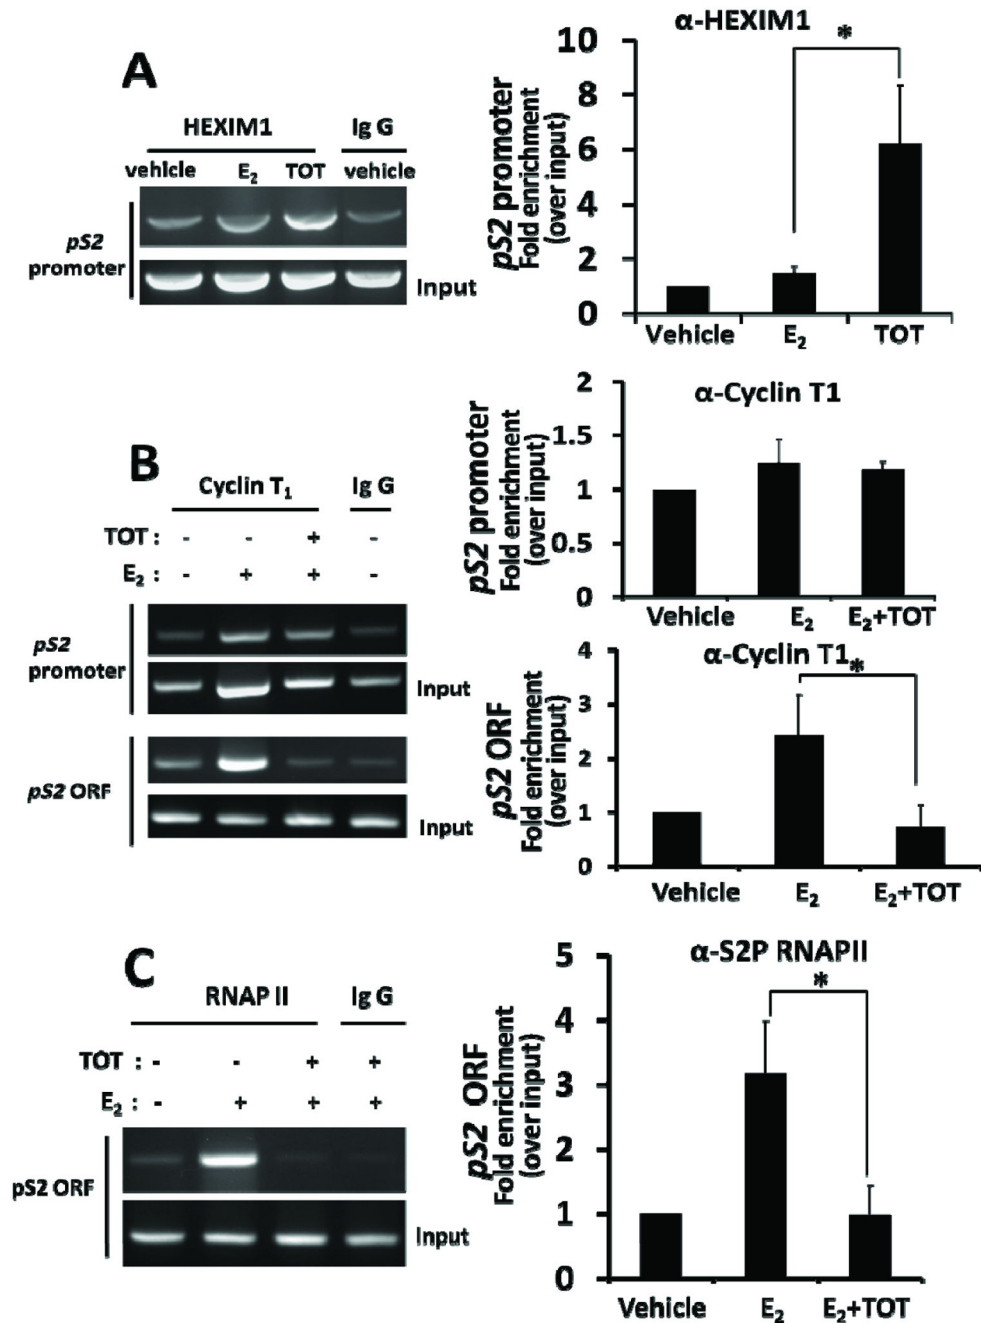 A
HEXIM1 Ig G
vehicle E₂ TOT vehicle
pS2
promoter
Input
α-HEXIM1
*
pS2 promoter
Fold enrichment
(over input)
10
8
6
4
2
0
Vehicle E₂ TOT
B
Cyclin T₁ Ig G
TOT : - - + -
E₂ : - + + -
pS2
promoter
Input
pS2 ORF
Input
α-Cyclin T1
pS2 promoter
Fold enrichment
(over input)
2
1.5
1
0.5
0
Vehicle E₂ E₂+TOT
α-Cyclin T1
*
pS2 ORF
Fold enrichment
(over input)
4
3
2
1
0
Vehicle E₂ E₂+TOT
C
RNAP II Ig G
TOT : - - + +
E₂ : - + + +
pS2 ORF
Input
α-S2P RNAPII
*
pS2 ORF
Fold enrichment
(over input)
5
4
3
2
1
0
Vehicle E₂ E₂+TOT